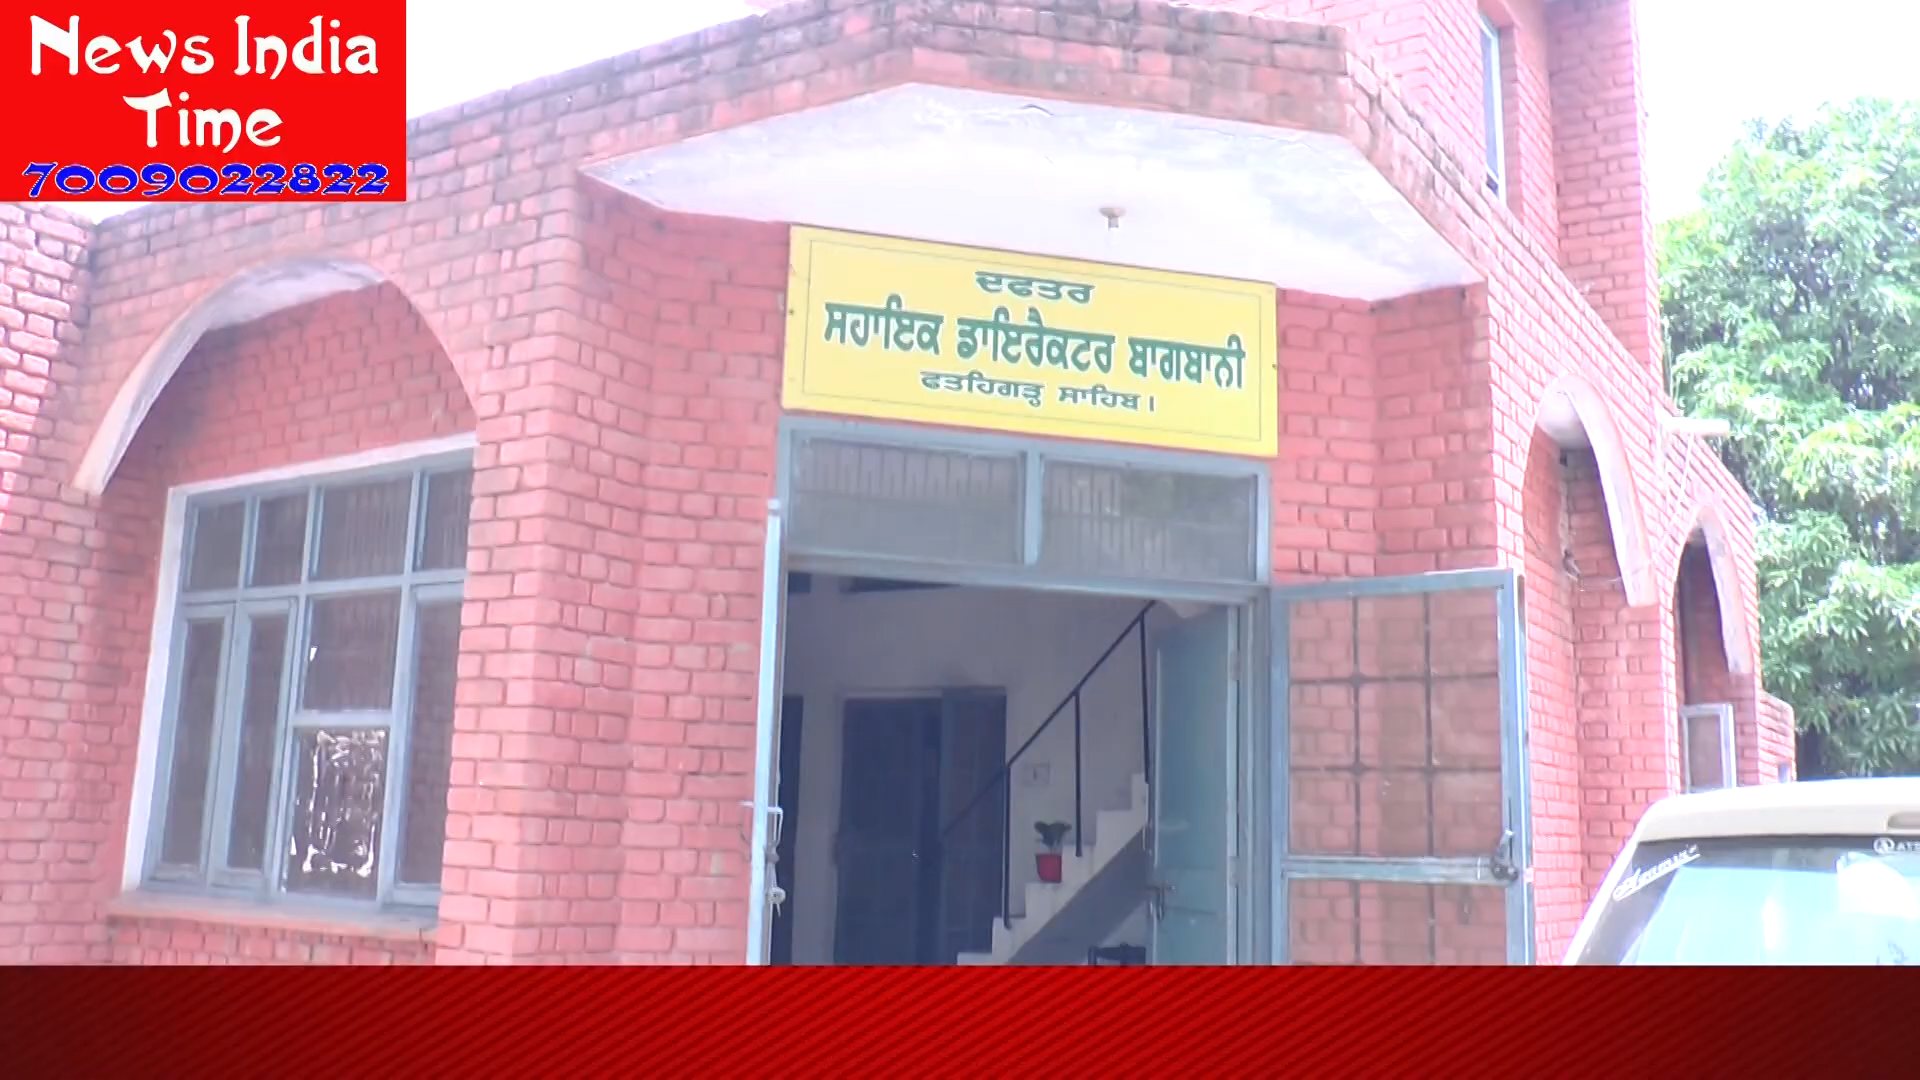 News India
Time
7009022822
ਦਫਤਰ
ਸਹਾਇਕ ਡਾਇਰੈਕਟਰ ਬਾਗਬਾਨੀ
ਫਤਹਿਗੜ੍ਹ ਸਾਹਿਬ।